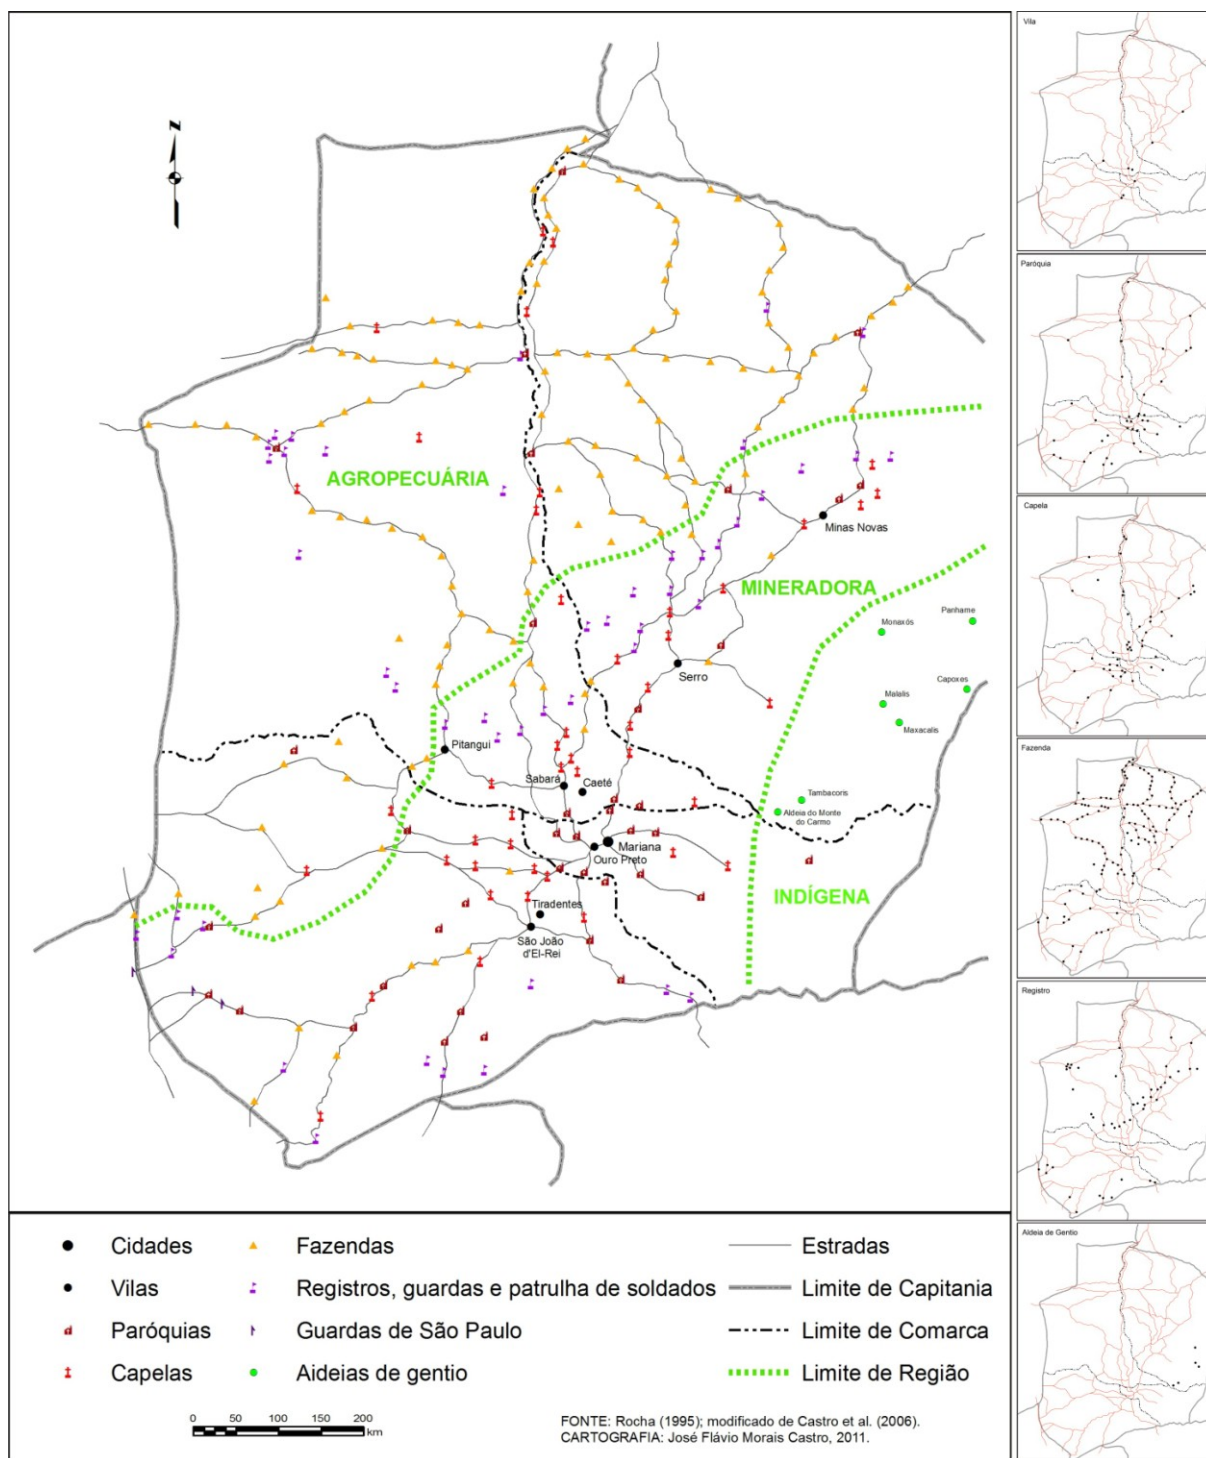 N
AGROPECUÁRIA
Minas Novas
MINERADORA
Panhame
Monaxós
Serro
Capoxes
Malalis
Maxacalis
Pitangui
Sabará
Caeté
Tambacoris
Aldeia do Monte
do Carmo
Mariana
Ouro Preto
INDÍGENA
Tiradentes
São João
d'El-Rei
Cidades
Vilas
Paróquias
Capelas
Fazendas
Registros, guardas e patrulha de soldados
Guardas de São Paulo
Aideias de gentio
Estradas
Limite de Capitania
Limite de Comarca
Limite de Região
0 50 100 150 200
km
FONTE: Rocha (1995); modificado de Castro et al. (2006).
CARTOGRAFIA: José Flávio Morais Castro, 2011.
Vila
Paróquia
Capela
Fazenda
Registro
Aldeia de Gentio